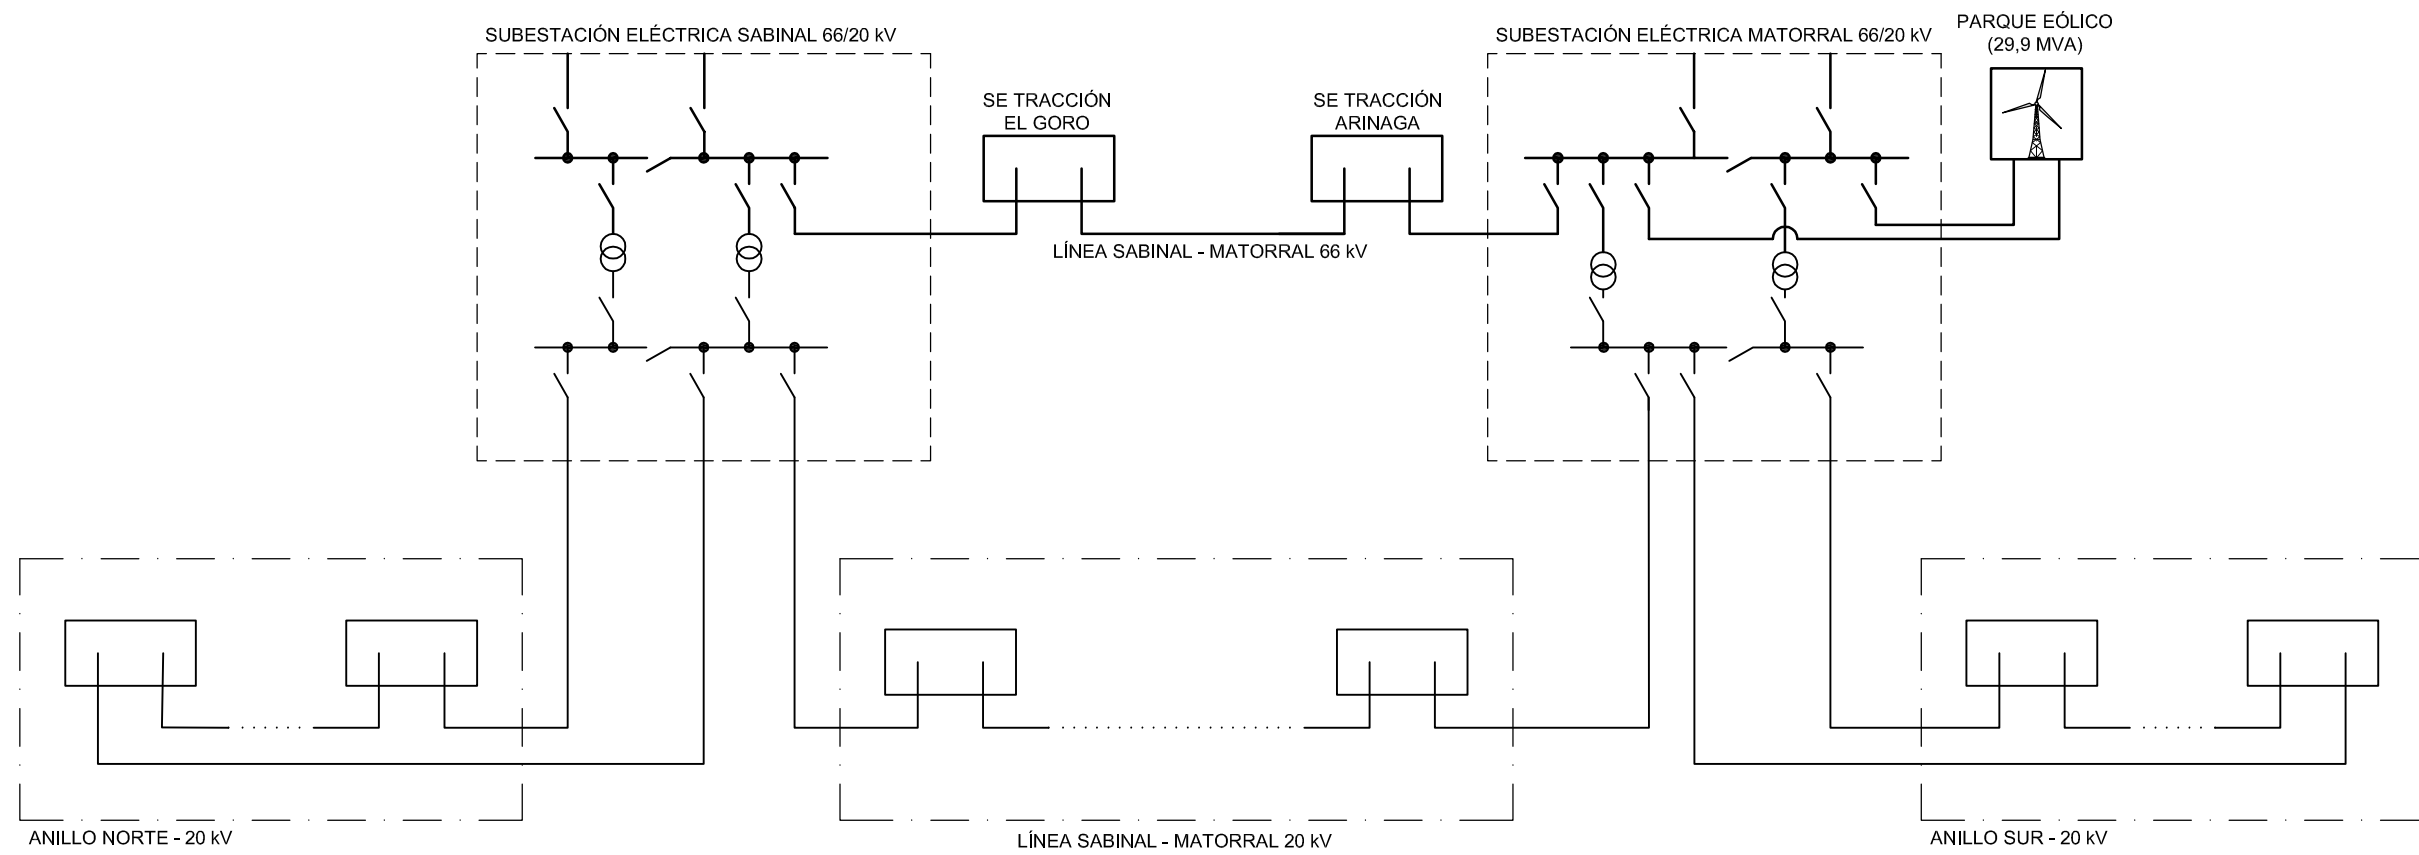 SUBESTACIÓN ELÉCTRICA SABINAL 66/20 kV
SUBESTACIÓN ELÉCTRICA MATORRAL 66/20 kV
PARQUE EÓLICO
(29,9 MVA)
SE TRACCIÓN
EL GORO
SE TRACCIÓN
ARINAGA
LÍNEA SABINAL - MATORRAL 66 kV
ANILLO NORTE - 20 kV
LÍNEA SABINAL - MATORRAL 20 kV
ANILLO SUR - 20 kV